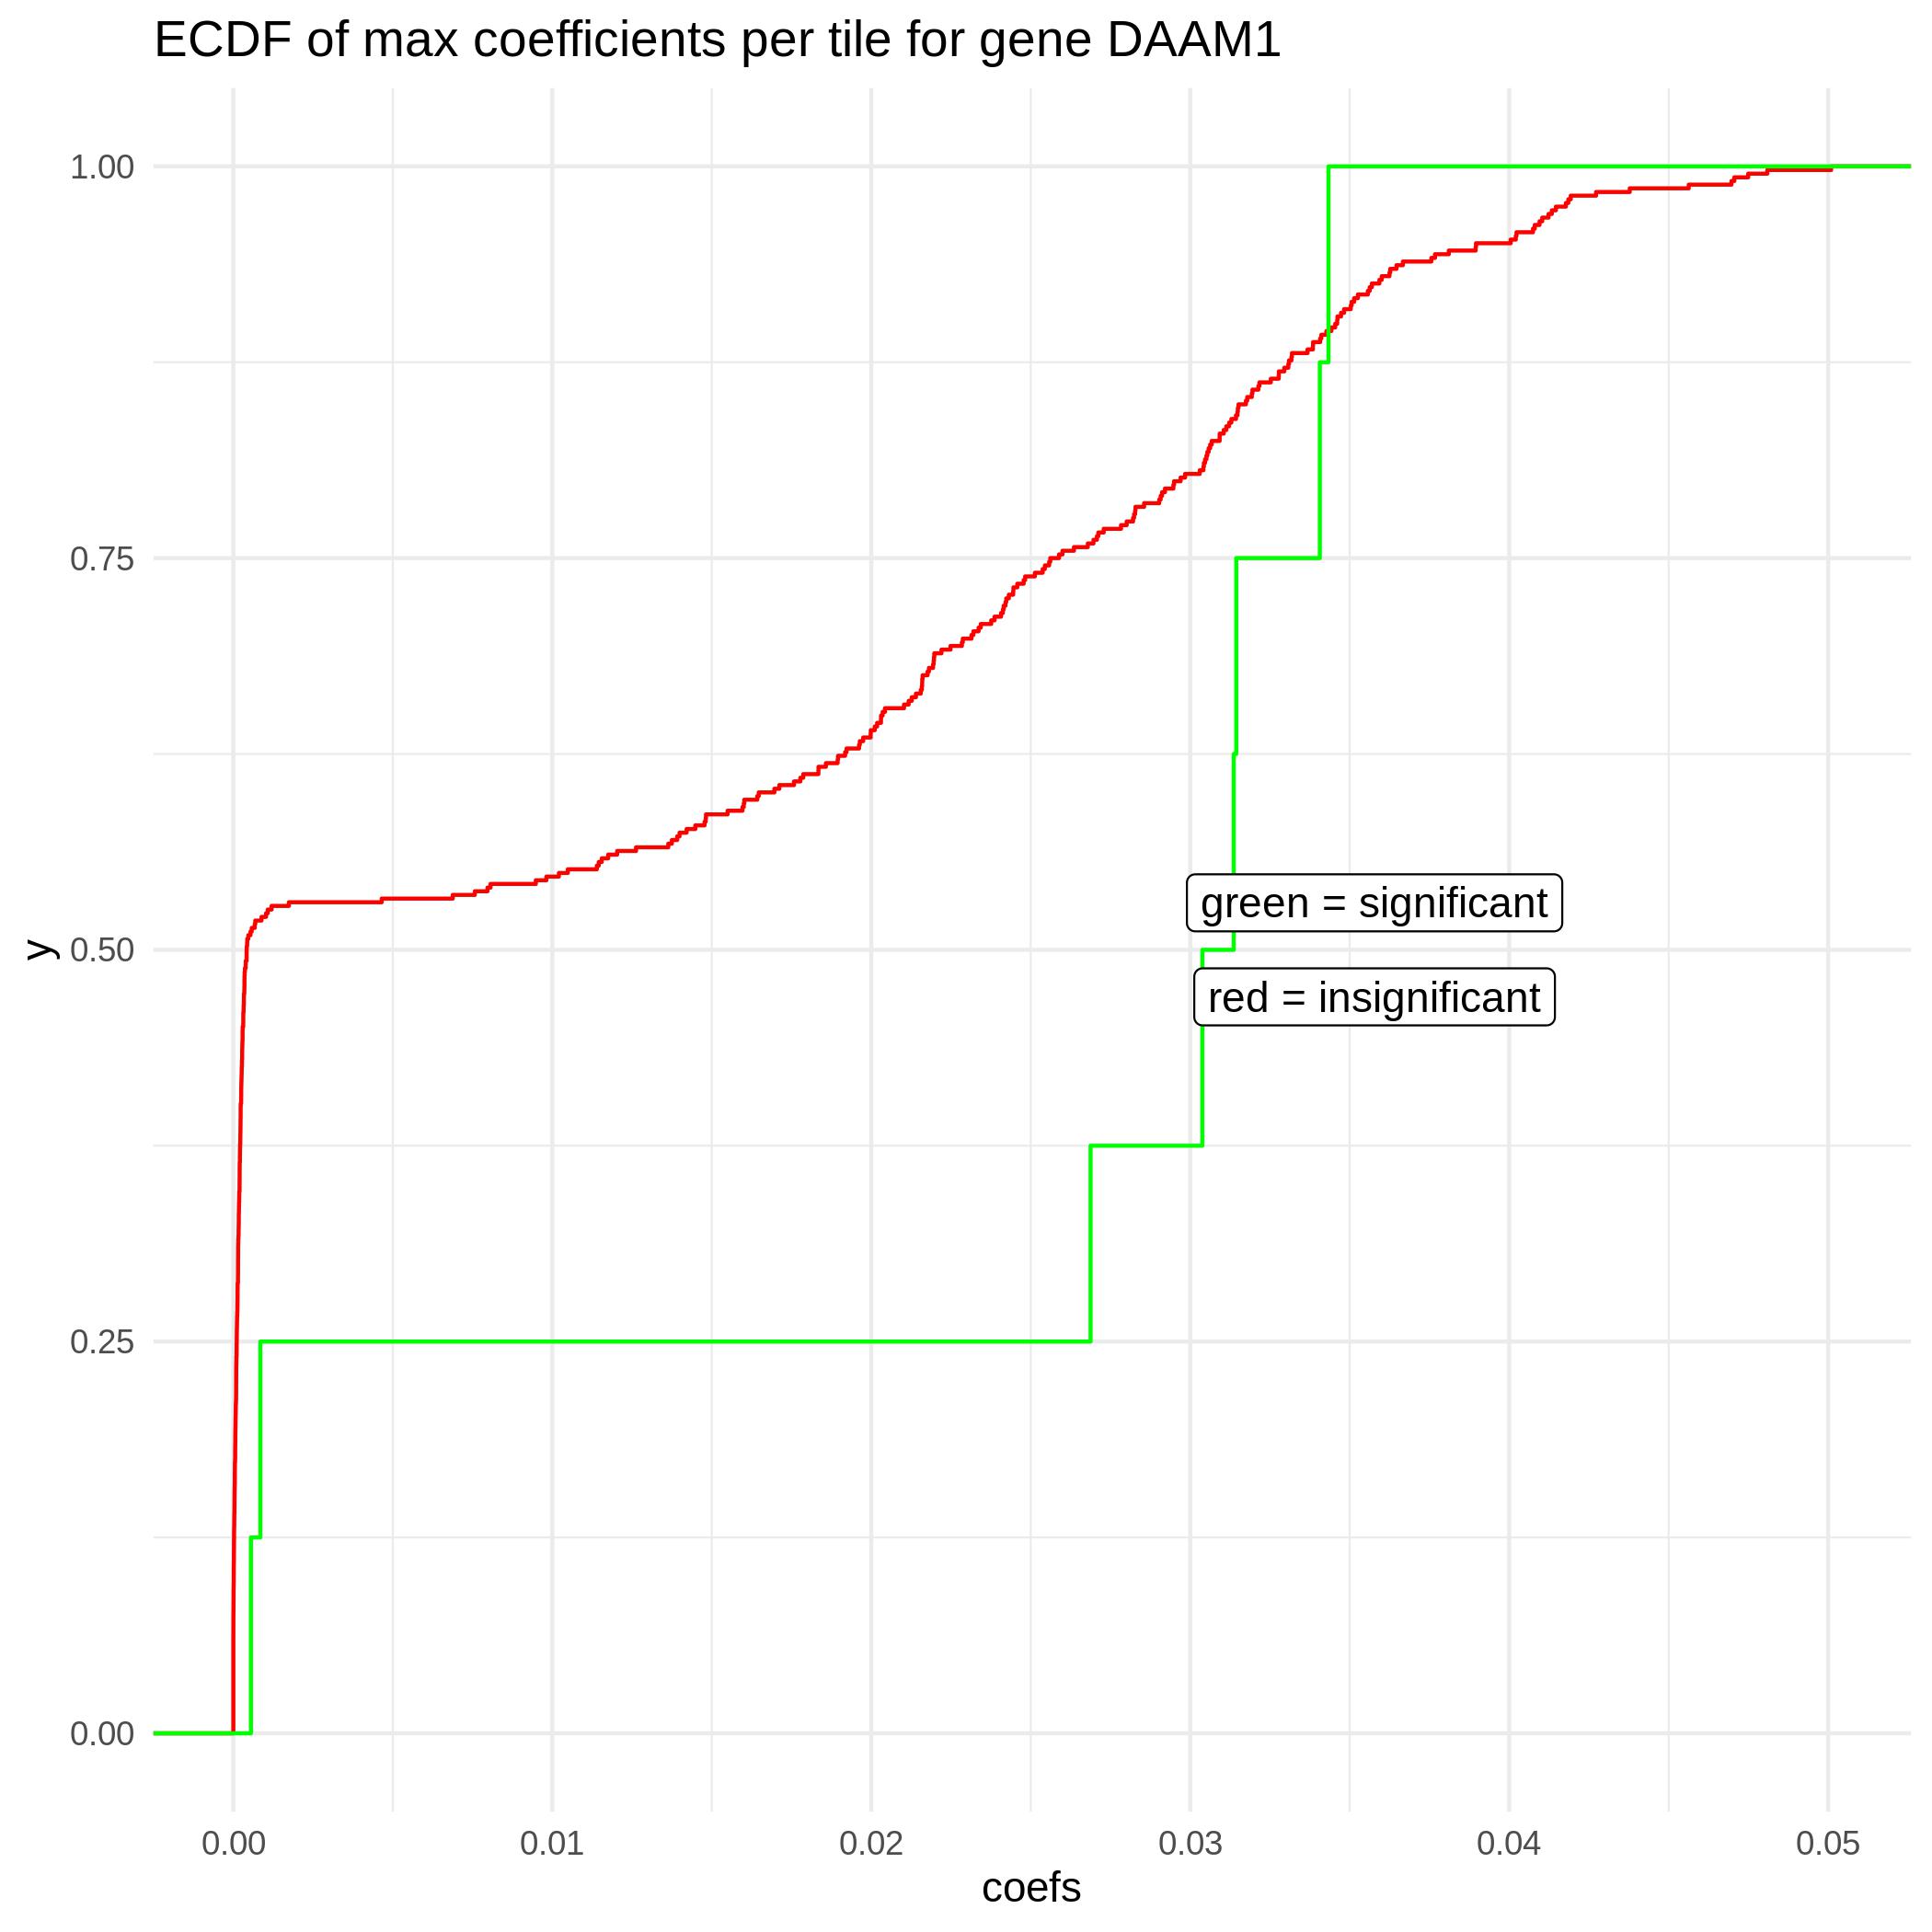 ECDF of max coefficients per tile for gene DAAM1
1.00
0.75
0.50
0.25
0.00
y
green = significant
red = insignificant
0.00 0.01 0.02 0.03 0.04 0.05
coefs